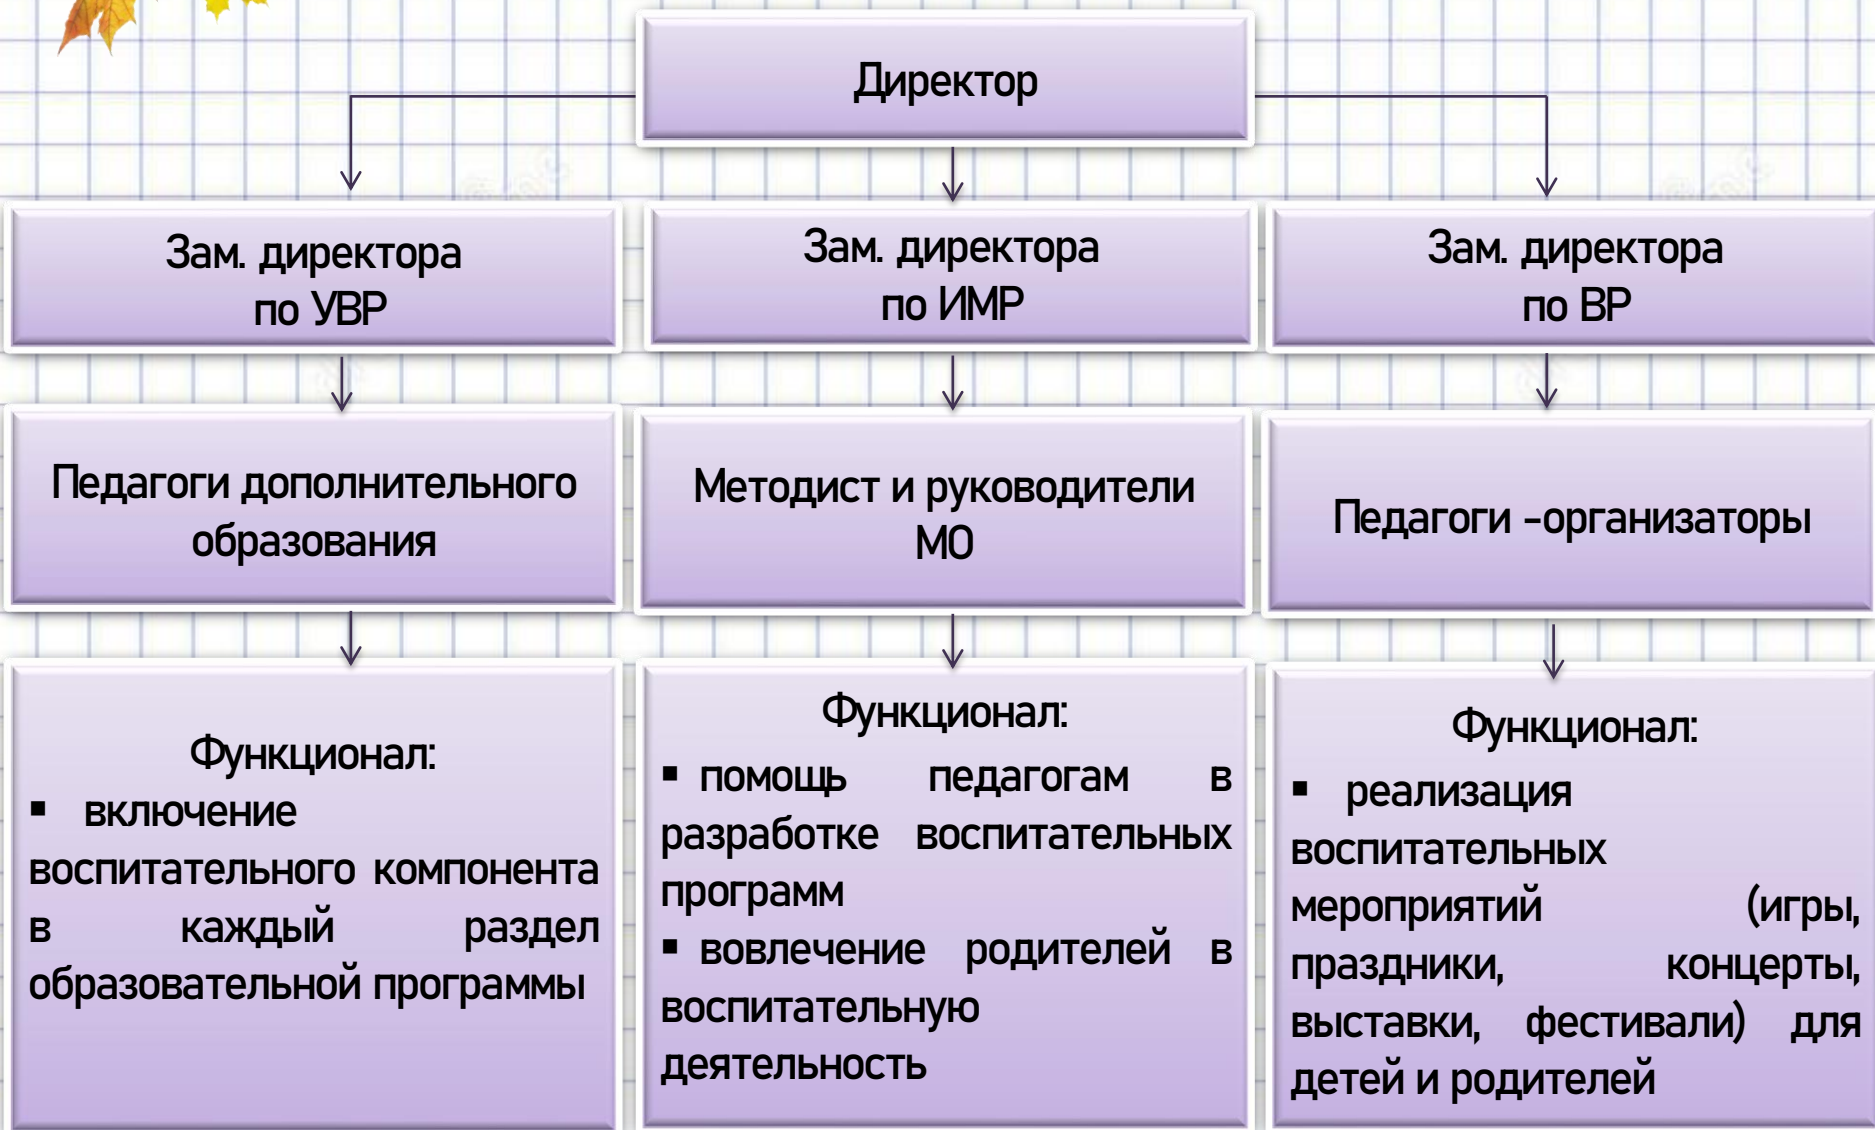 Директор
Зам. директора
по УВР
Зам. директора
по ИМР
Зам. директора
по ВР
Педагоги дополнительного
образования
Методист и руководители
МО
Педагоги -организаторы
Функционал:
▪ включение
воспитательного компонента
в каждый раздел
образовательной программы
Функционал:
▪ помощь педагогам в
разработке воспитательных
программ
▪ вовлечение родителей в
воспитательную
деятельность
Функционал:
▪ реализация
воспитательных
мероприятий (игры,
праздники, концерты,
выставки, фестивали) для
детей и родителей